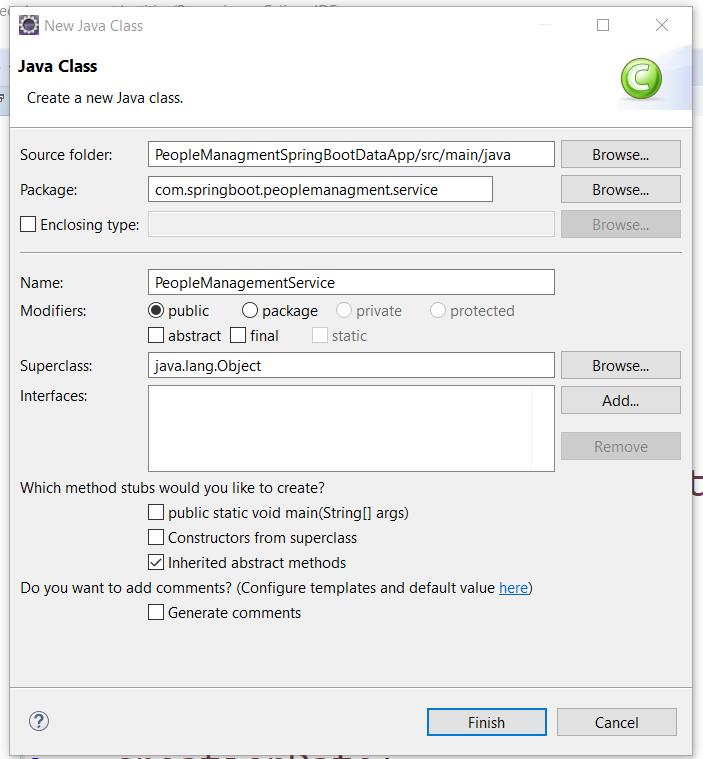 New Java Class
Java Class
Create a new Java class.
Source folder: PeopleManagmentSpringBootDataApp/src/main/java Browse...
Package: com.springboot.peoplemanagment.service Browse...
Enclosing type: Browse...
Name: PeopleManagementService
Modifiers: public package private protected
abstract final static
Superclass: java.lang.Object Browse...
Interfaces: Add...
Remove
Which method stubs would you like to create?
public static void main(String[] args)
Constructors from superclass
Inherited abstract methods
Do you want to add comments? (Configure templates and default value here)
Generate comments
Finish Cancel